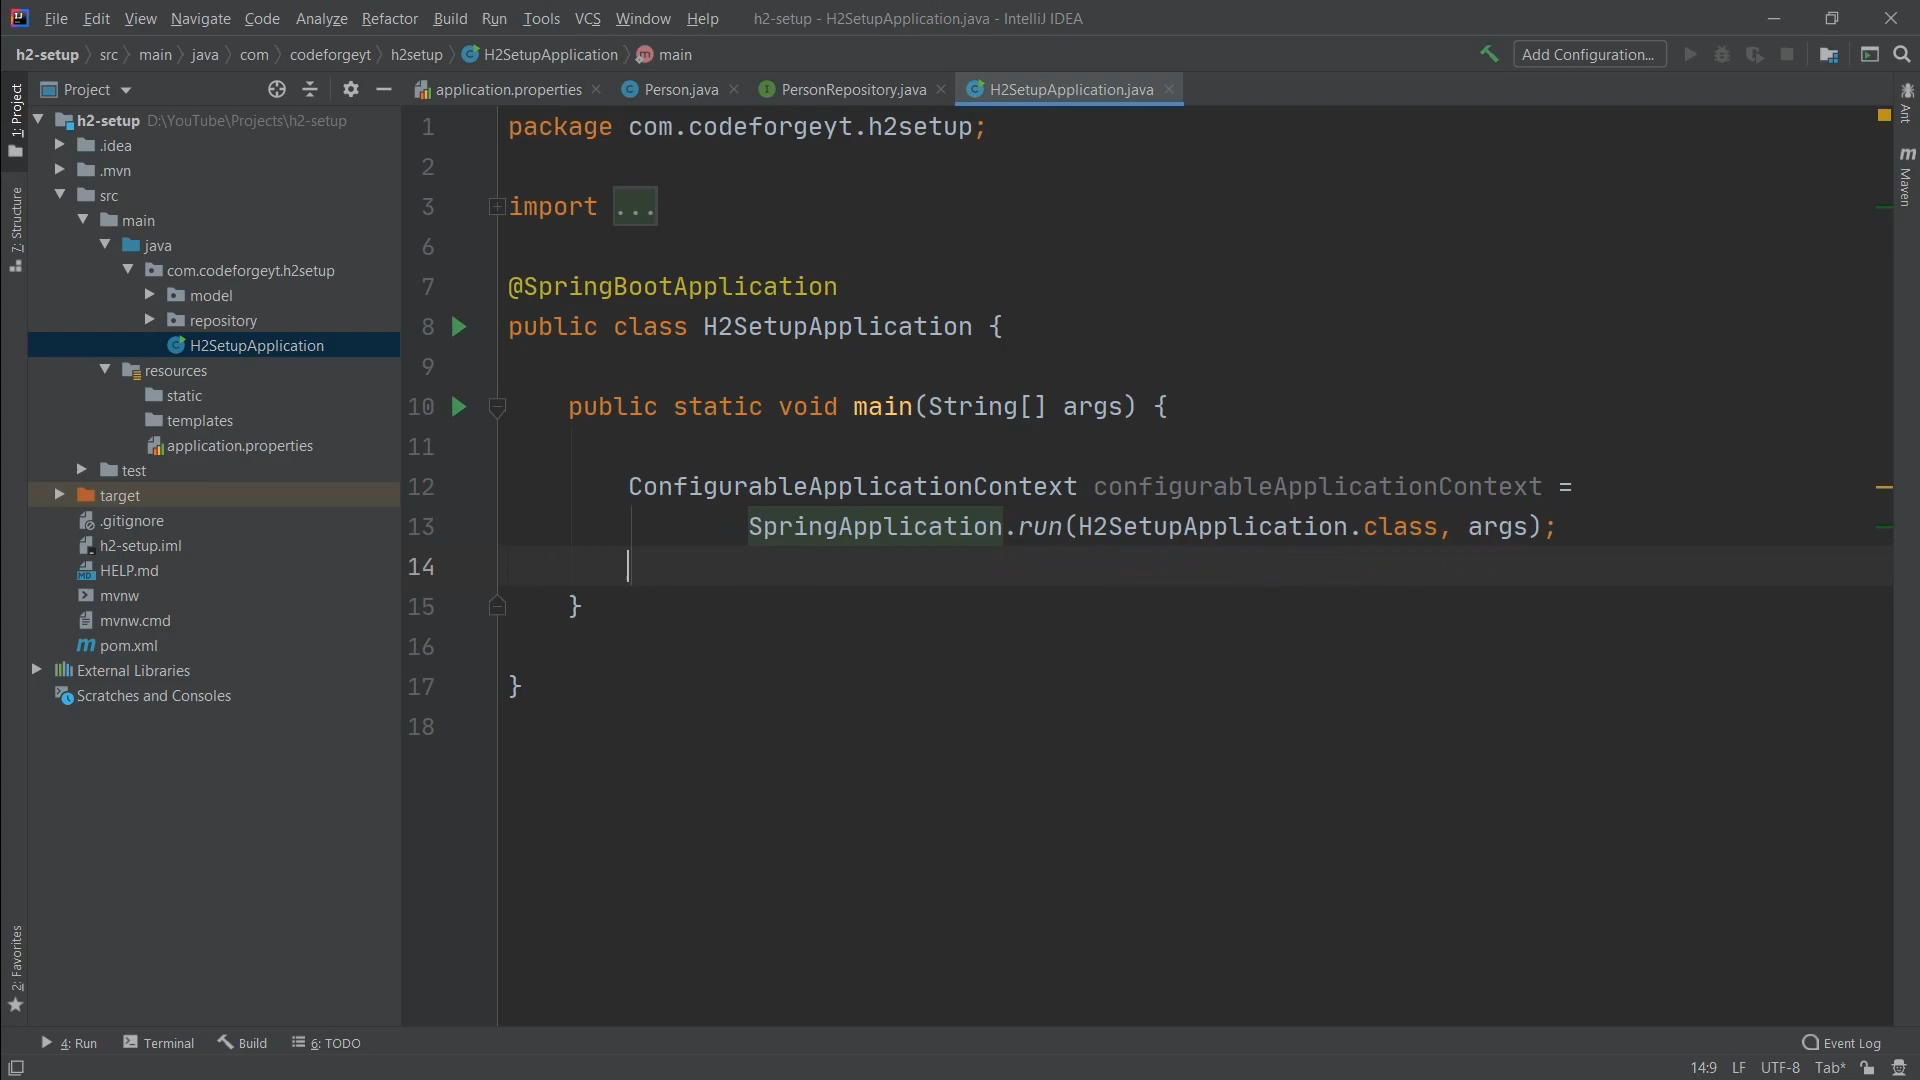 File Edit View Navigate Code Analyze Refactor Build Run Tools VCS Window Help h2-setup - H2SetupApplication.java - IntelliJ IDEA
h2-setup src main java com codeforgeyt h2setup H2SetupApplication main Add Configuration...
Project
application.properties Person.java PersonRepository.java H2SetupApplication.java
1: Project
7: Structure
2: Favorites
Ant
Maven
h2-setup D:\YouTube\Projects\h2-setup
.idea
.mvn
src
main
java
com.codeforgeyt.h2setup
model
repository
H2SetupApplication
resources
static
templates
application.properties
test
target
.gitignore
h2-setup.iml
HELP.md
mvnw
mvnw.cmd
pom.xml
External Libraries
Scratches and Consoles
1 package com.codeforgeyt.h2setup;
2
3 import ...
6
7 @SpringBootApplication
8 public class H2SetupApplication {
9
10 public static void main(String[] args) {
11
12 ConfigurableApplicationContext configurableApplicationContext =
13 SpringApplication.run(H2SetupApplication.class, args);
14
15 }
16
17 }
18
4: Run Terminal Build 6: TODO Event Log
14:9 LF UTF-8 Tab*